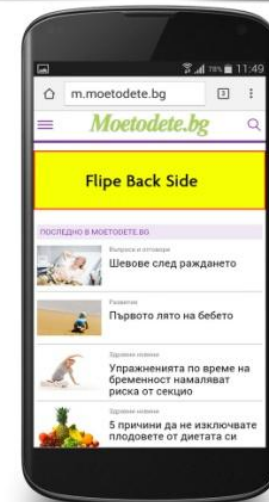 78% 11:49
m.moetodete.bg 3
Moetodete.bg
Flipe Back Side
ПОСЛЕДНО В MOETODETE.BG
Въпроси и отговори
Шевове след раждането
Развитие
Първото лято на бебето
Здравни новини
Упражненията по време на
бременност намаляват
риска от секцио
Здравни новини
5 причини да не изключвате
плодовете от диетата си